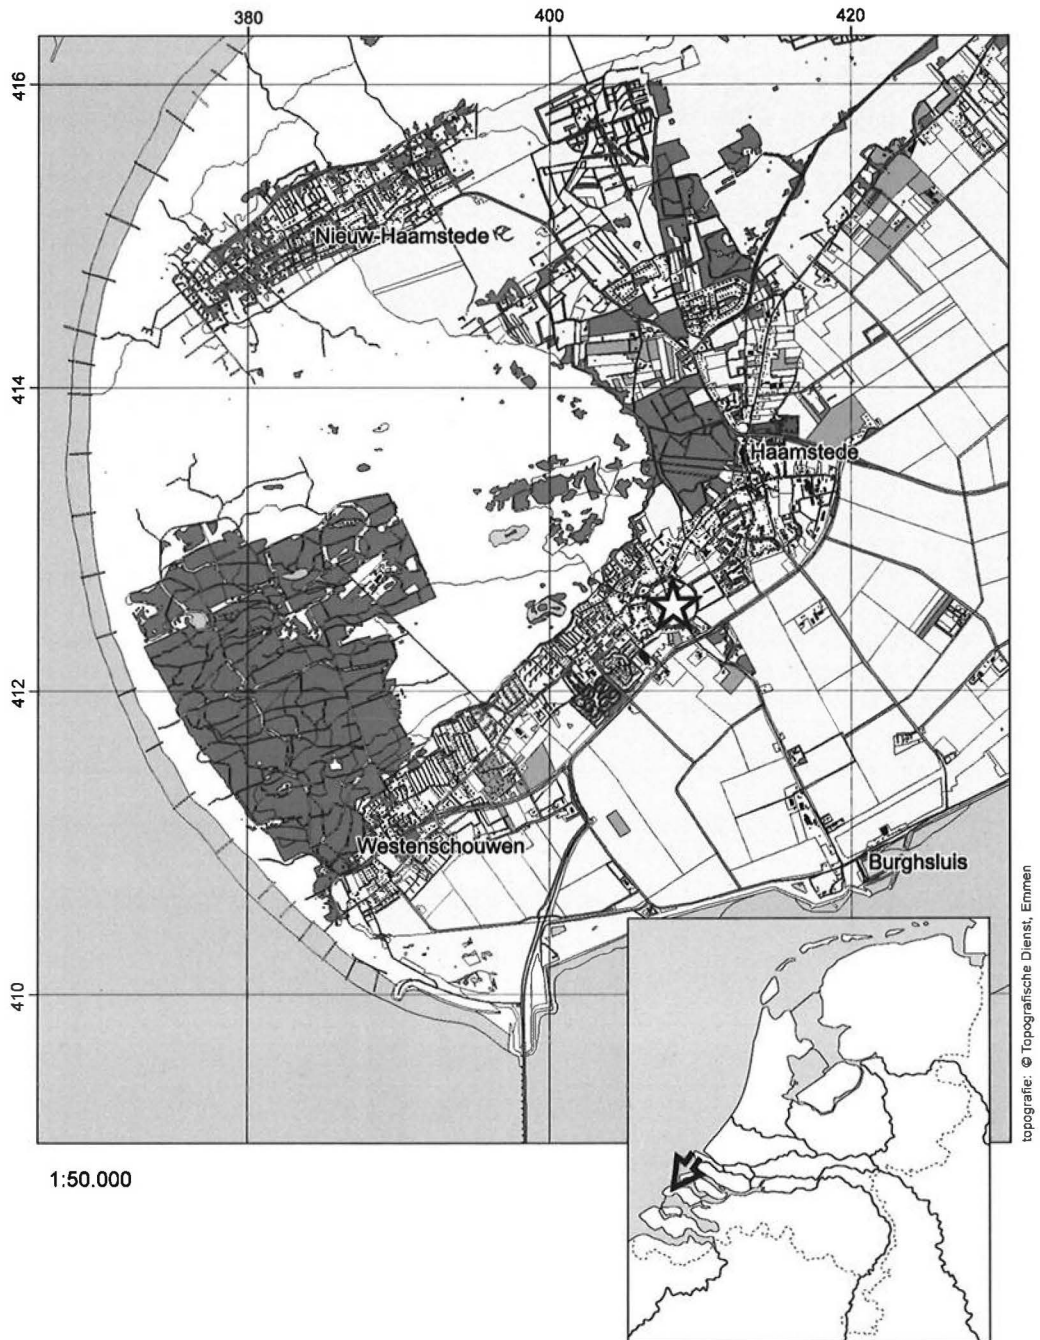 380
400
420
416
Nieuw-Haamstede
414
Haamstede
412
Westenschouwen
Burghsluis
410
topografie: © Topografische Dienst, Emmen
1:50.000